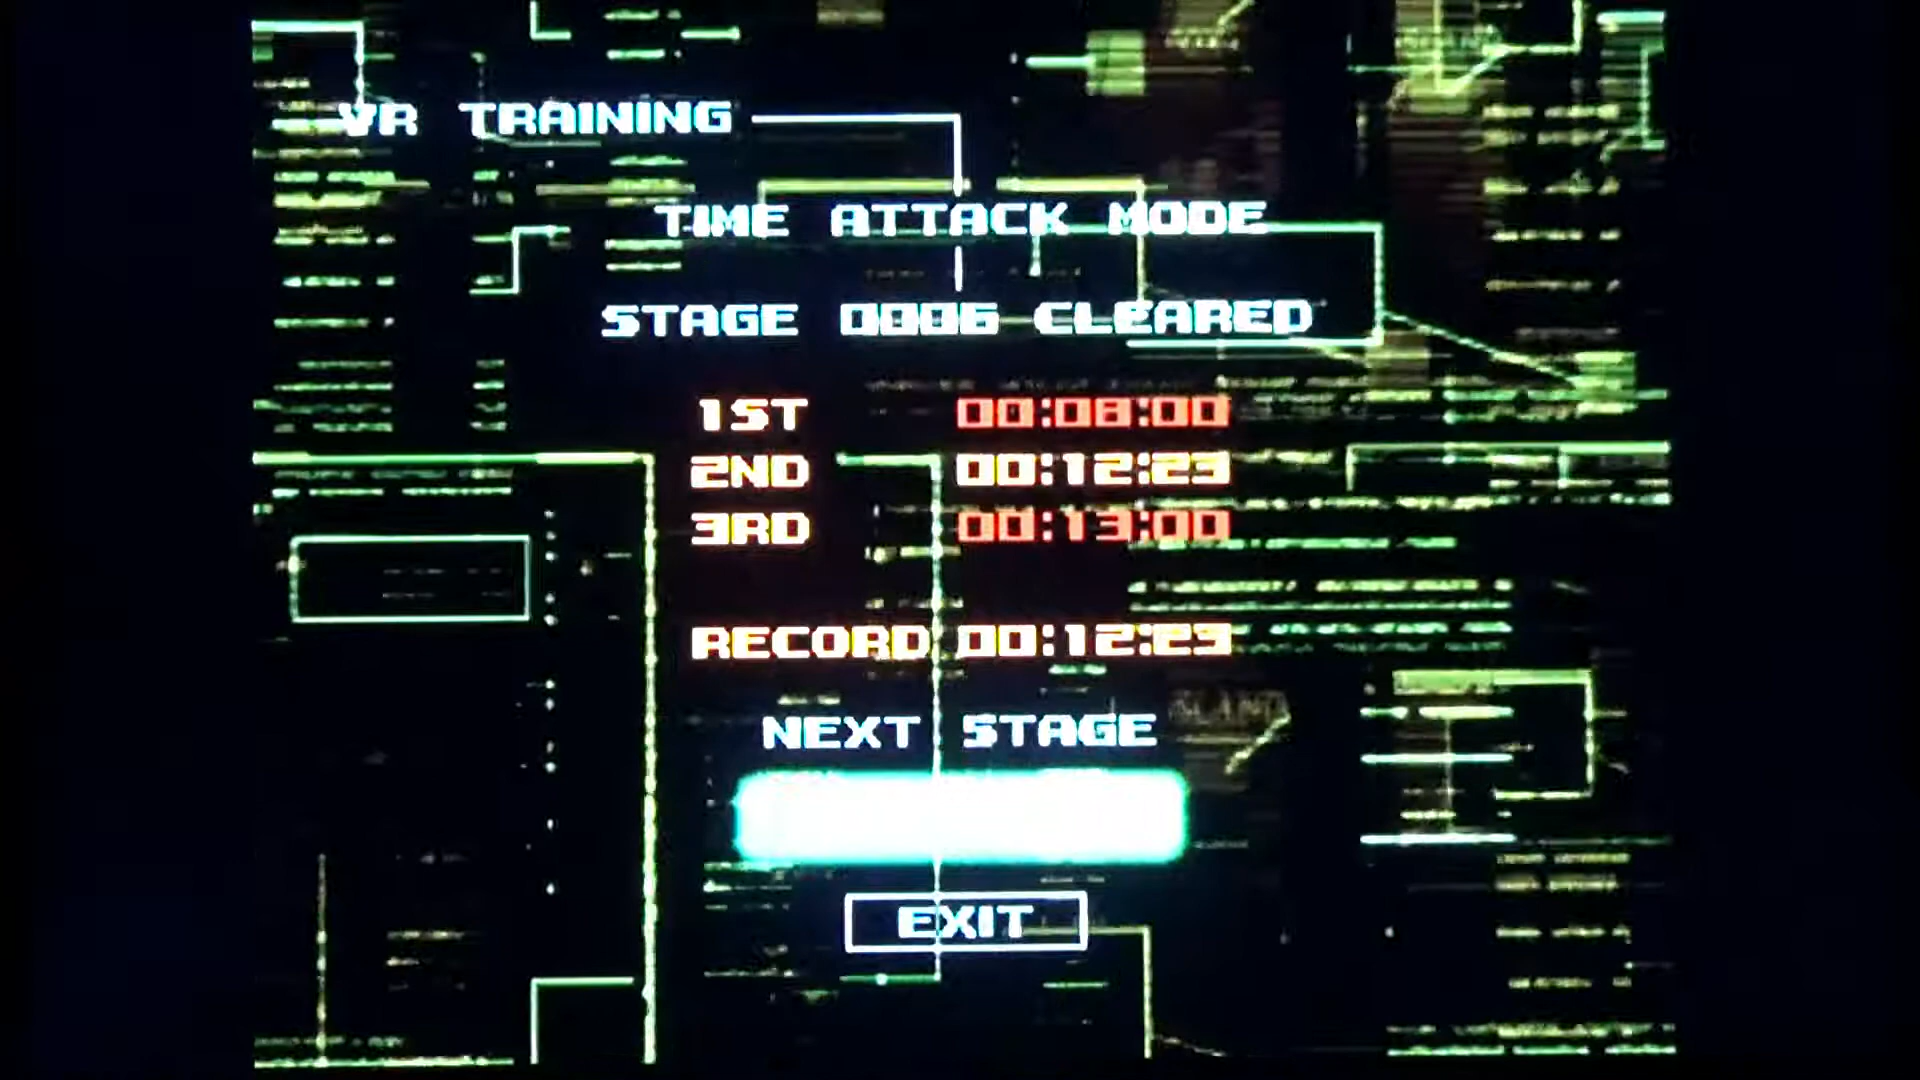 VR TRAINING
TIME ATTACK MODE
STAGE 0006 CLEARED
1ST 00:08:00
2ND 00:12:23
3RD 00:13:00
RECORD 00:12:23
NEXT STAGE
ISLAND
EXIT